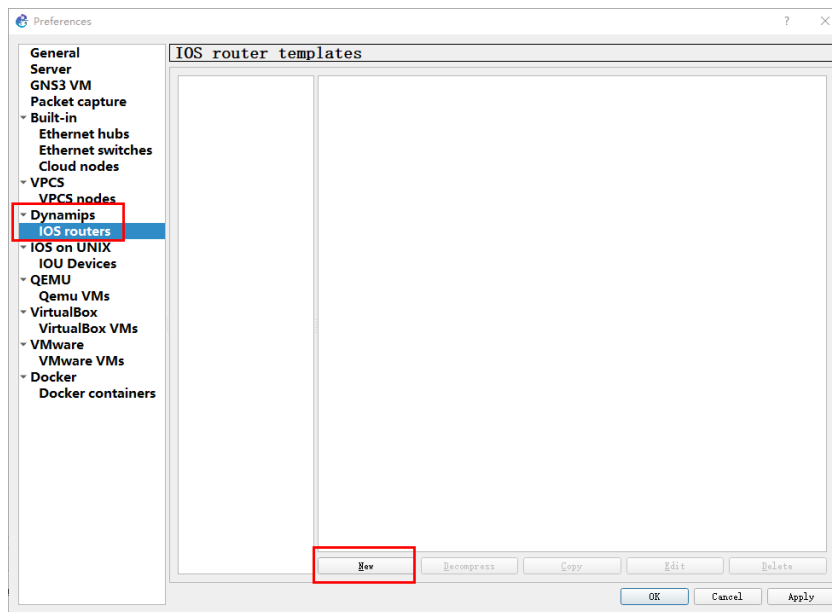 Preferences
?
General
Server
GNS3 VM
Packet capture
Built-in
Ethernet hubs
Ethernet switches
Cloud nodes
VPCS
VPCS nodes
Dynamips
IOS routers
IOS on UNIX
IOU Devices
QEMU
Qemu VMs
VirtualBox
VirtualBox VMs
VMware
VMware VMs
Docker
Docker containers
IOS router templates
New Decompress Copy Edit Delete
OK Cancel Apply